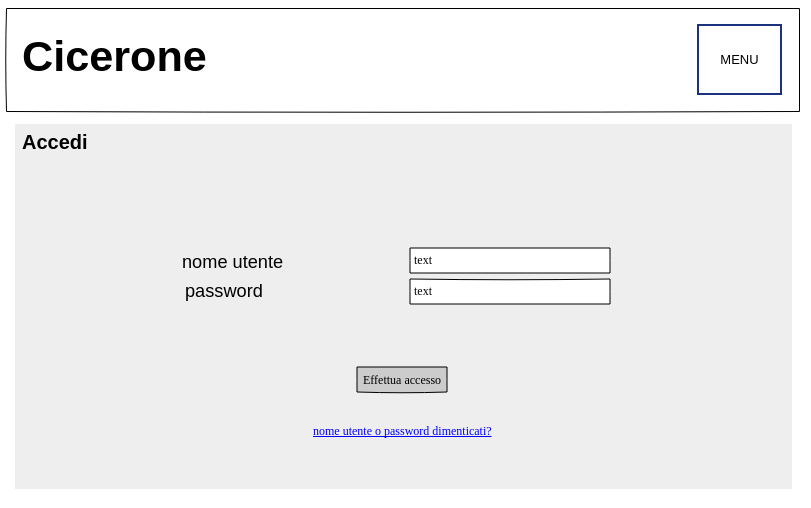 Cicerone
MENU
Accedi
nome utente
text
password
text
Effettua accesso
nome utente o password dimenticati?